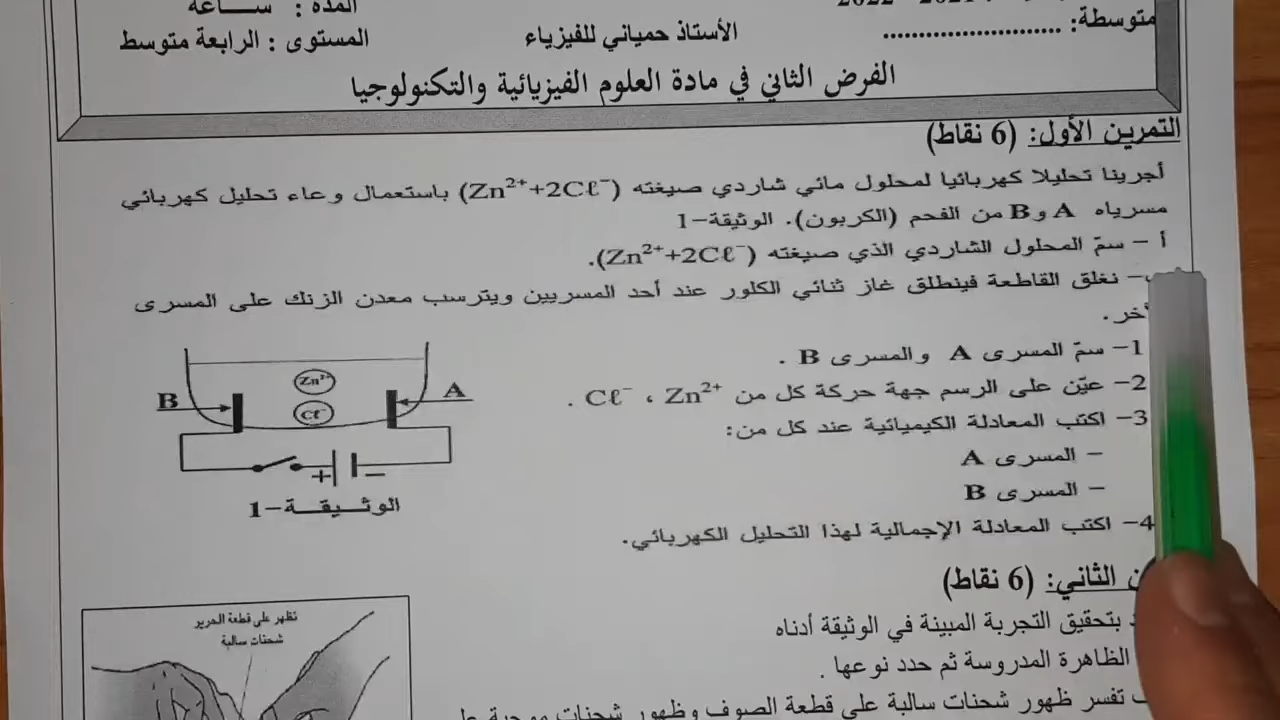 المدة : ســـاعة
2021 - 2022
متوسطة: ........................
الأستاذ حمياني للفيزياء
المستوى : الرابعة متوسط
الفرض الثاني في مادة العلوم الفيزيائية والتكنولوجيا
التمرين الأول: (6 نقاط)
أجرينا تحليلا كهربائيا لمحلول مائي شاردي صيغته (Zn²⁺+2Cℓ⁻) باستعمال وعاء تحليل كهربائي
مسرياه A و B من الفحم (الكربون). الوثيقة-1
أ - سمّ المحلول الشاردي الذي صيغته (Zn²⁺+2Cℓ⁻).
- نغلق القاطعة فينطلق غاز ثنائي الكلور عند أحد المسريين ويترسب معدن الزنك على المسرى
1- سمّ المسرى A والمسرى B .
2- عيّن على الرسم جهة حركة كل من Zn²⁺ ، Cℓ⁻ .
3- اكتب المعادلة الكيميائية عند كل من:
- المسرى A
- المسرى B
4- اكتب المعادلة الإجمالية لهذا التحليل الكهربائي.
B
Zn²⁺
Cℓ⁻
A
+
−
الوثيقـــة-1
الثاني: (6 نقاط)
بتحقيق التجربة المبينة في الوثيقة أدناه
الظاهرة المدروسة ثم حدد نوعها .
تفسر ظهور شحنات سالبة على قطعة الصوف وظهور شحنات موجبة على
تظهر على قطعة الحرير
شحنات سالبة